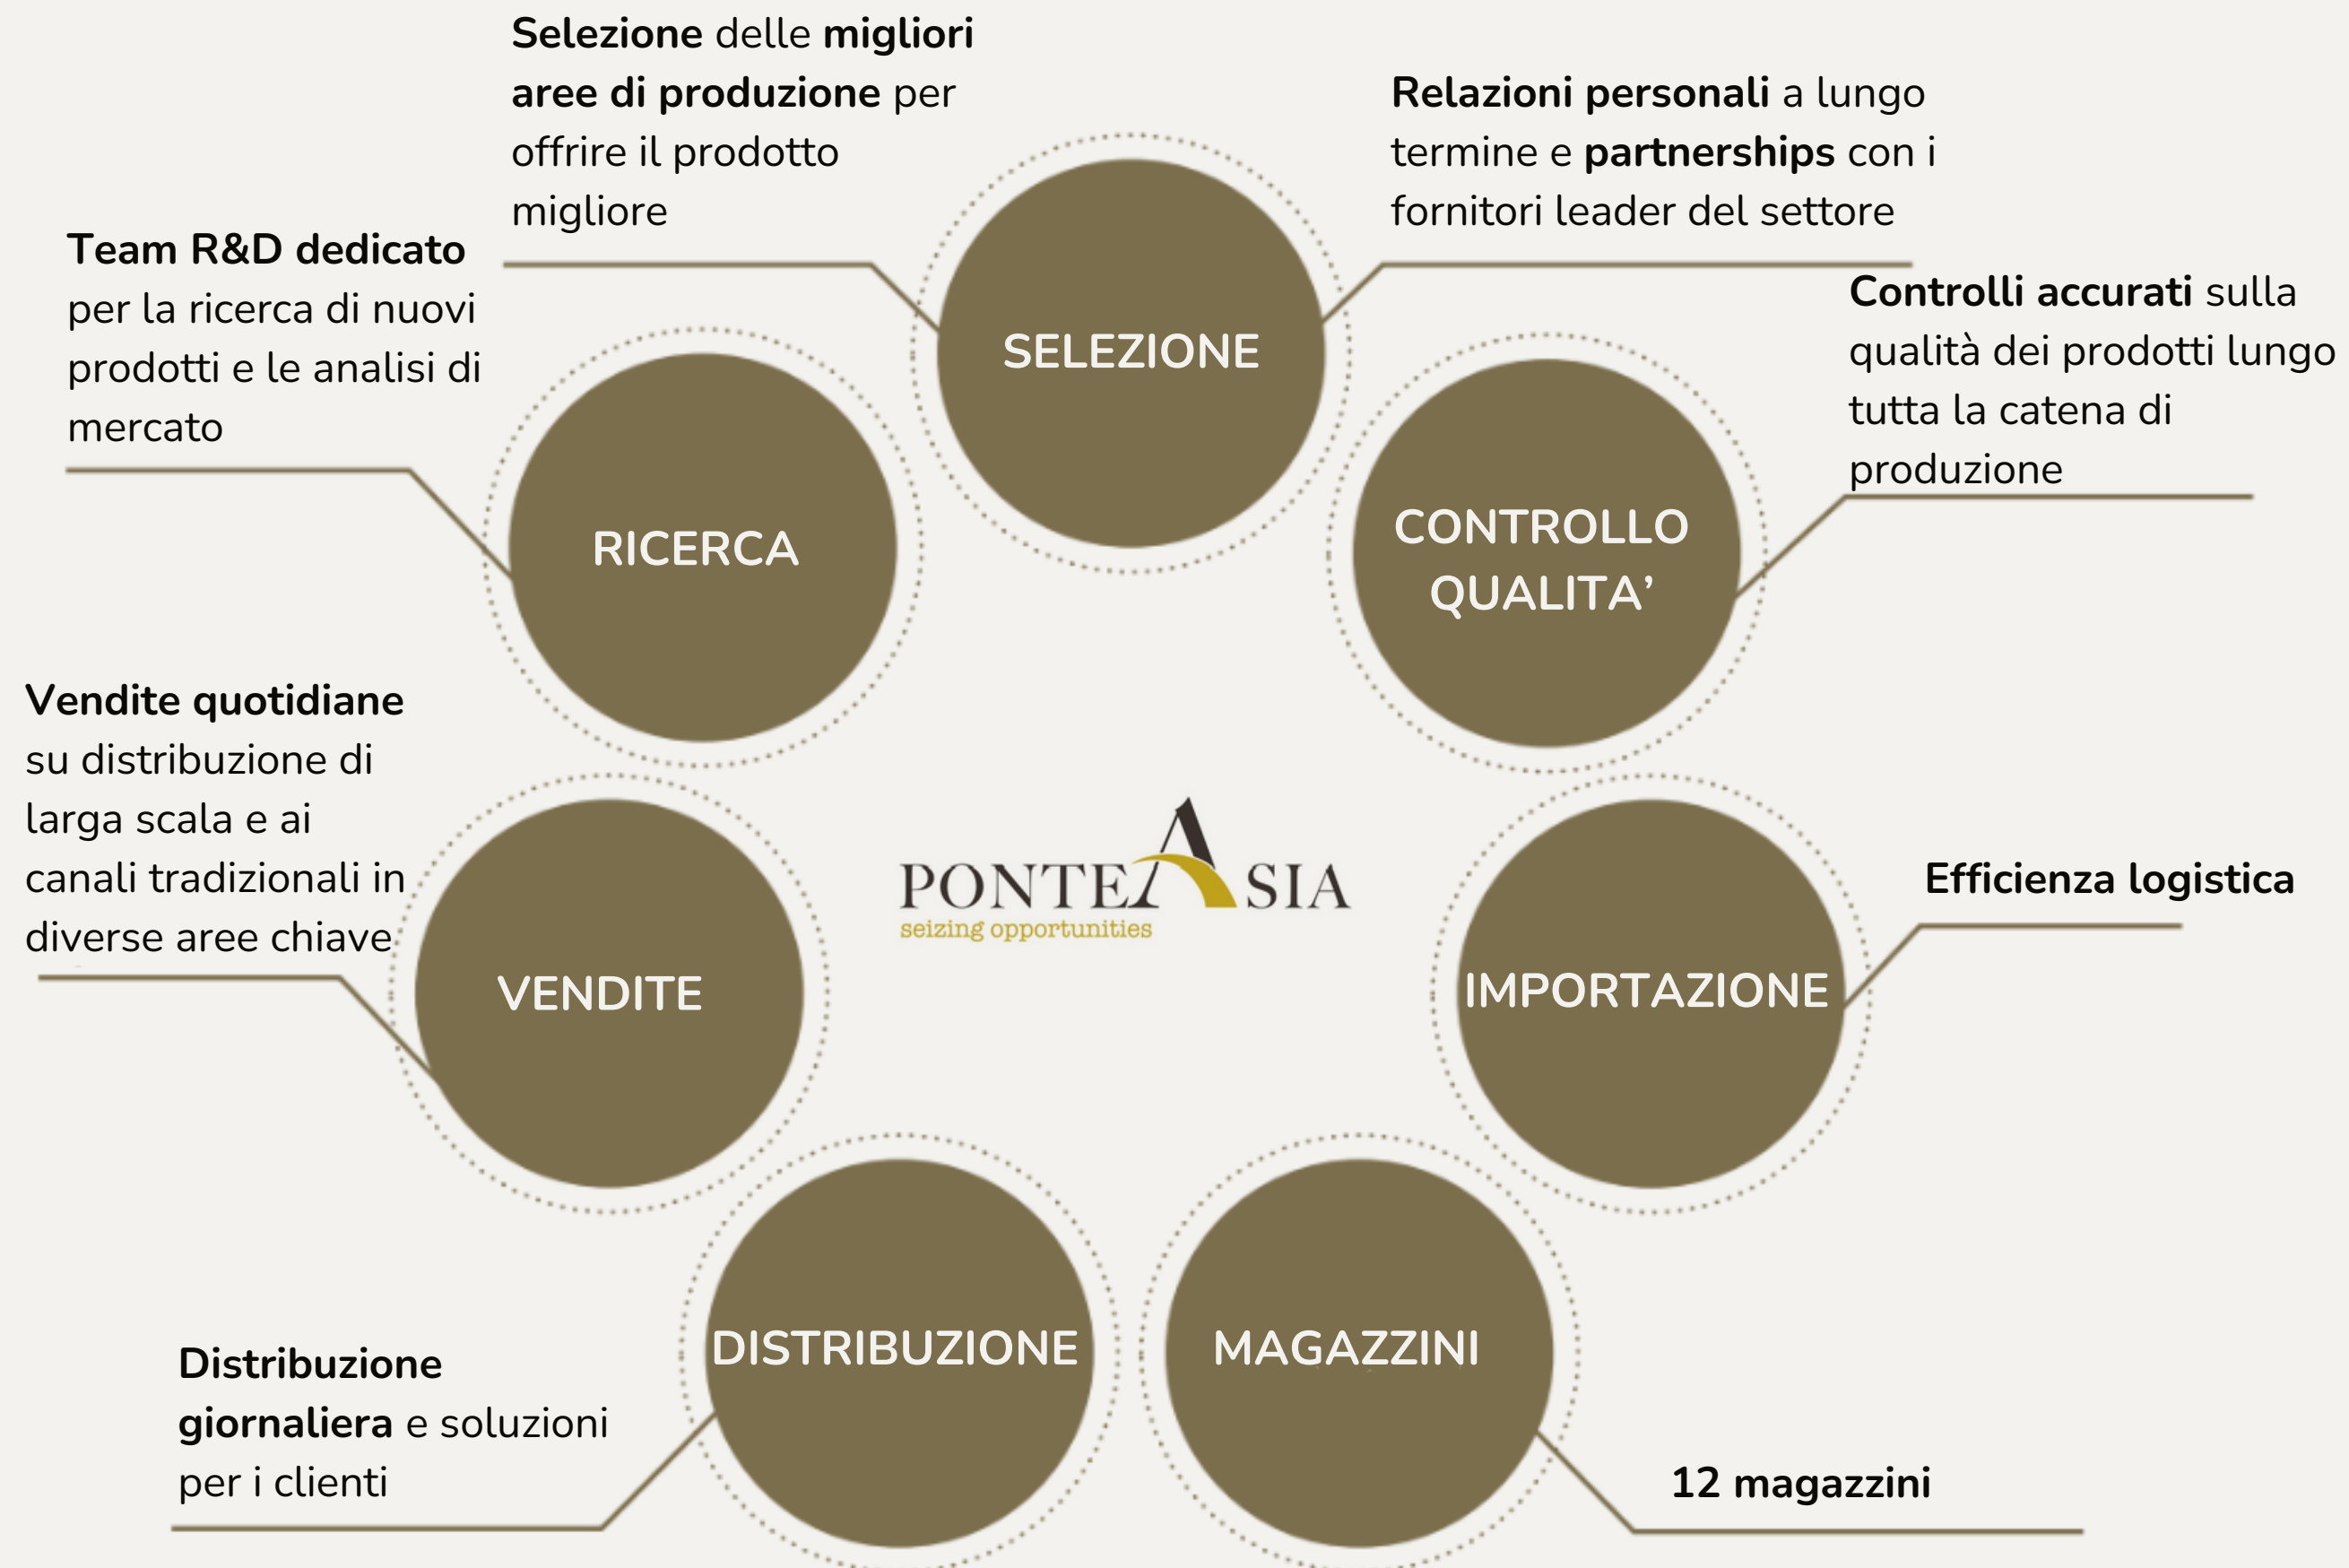 Selezione delle migliori
aree di produzione per
offrire il prodotto
migliore
Relazioni personali a lungo
termine e partnerships con i
fornitori leader del settore
Team R&D dedicato
per la ricerca di nuovi
prodotti e le analisi di
mercato
Controlli accurati sulla
qualità dei prodotti lungo
tutta la catena di
produzione
SELEZIONE
RICERCA
CONTROLLO
QUALITA’
Vendite quotidiane
su distribuzione di
larga scala e ai
canali tradizionali in
diverse aree chiave
PONTEASIA
seizing opportunities
Efficienza logistica
VENDITE
IMPORTAZIONE
DISTRIBUZIONE
MAGAZZINI
Distribuzione
giornaliera e soluzioni
per i clienti
12 magazzini